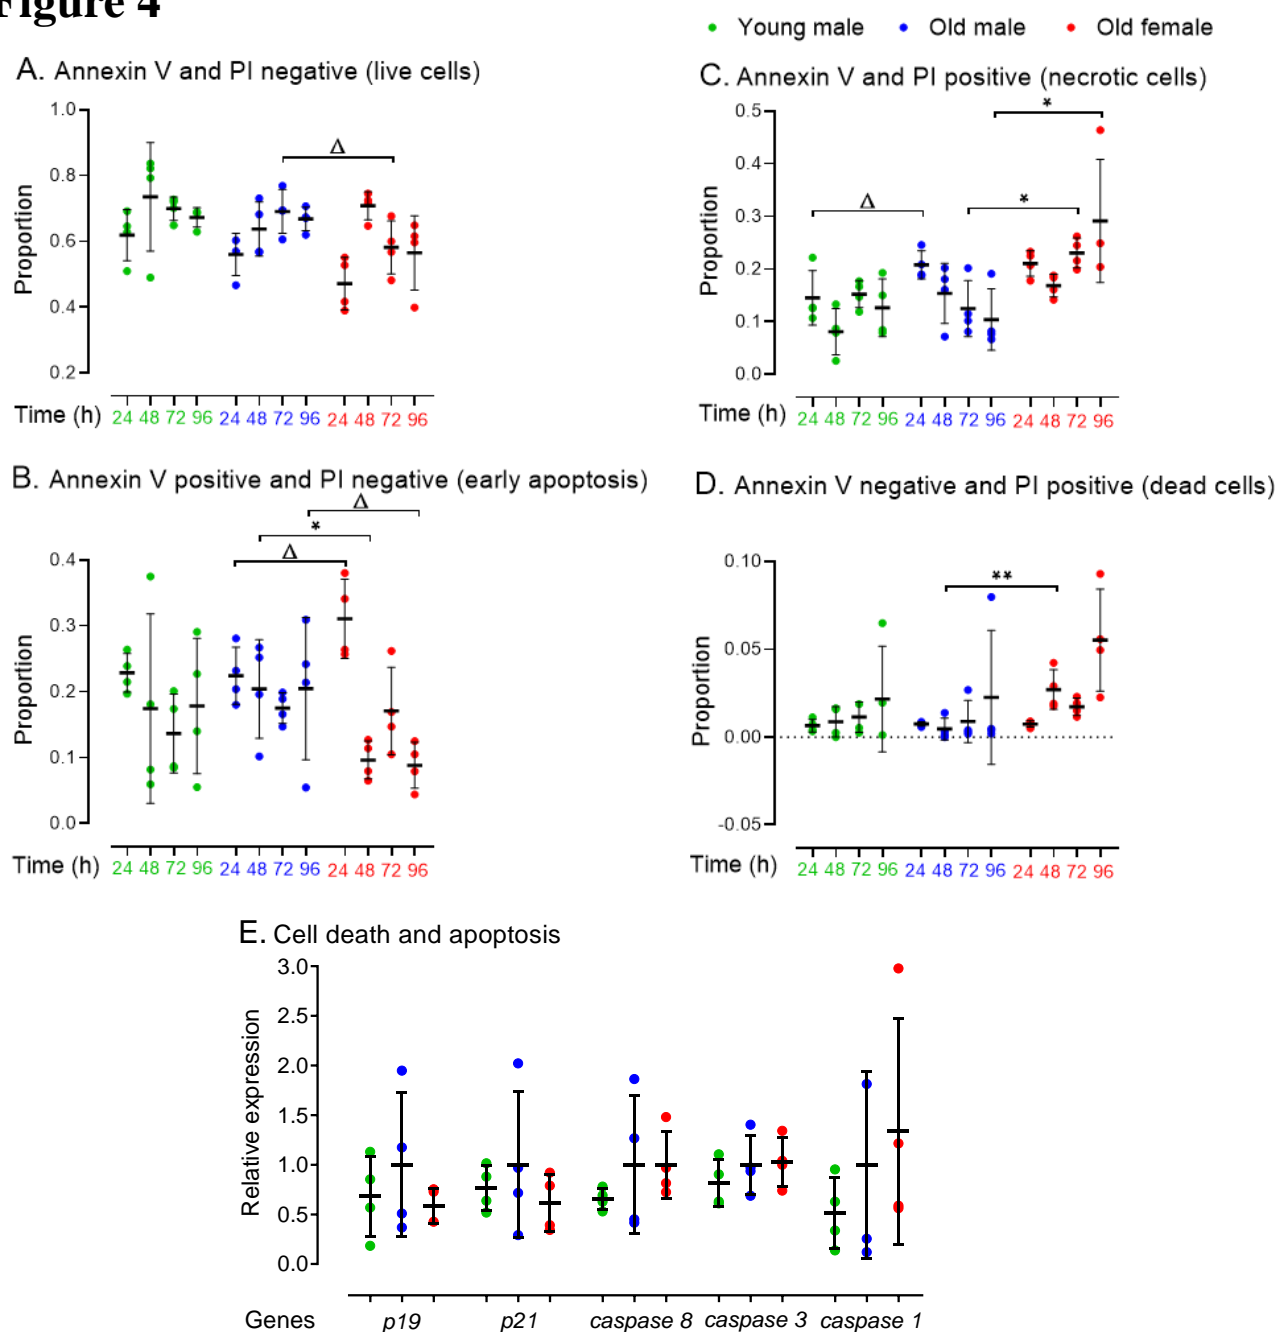 Figure 4
Young male Old male Old female
A. Annexin V and PI negative (live cells)
Proportion
1.0
0.8
0.6
0.4
0.2
Δ
Time (h) 24 48 72 96 24 48 72 96 24 48 72 96
C. Annexin V and PI positive (necrotic cells)
Proportion
0.5
0.4
0.3
0.2
0.1
0.0
*
Δ
*
Time (h) 24 48 72 96 24 48 72 96 24 48 72 96
B. Annexin V positive and PI negative (early apoptosis)
Proportion
0.4
0.3
0.2
0.1
0.0
Δ
*
Δ
Time (h) 24 48 72 96 24 48 72 96 24 48 72 96
D. Annexin V negative and PI positive (dead cells)
Proportion
0.10
0.05
0.00
-0.05
**
Time (h) 24 48 72 96 24 48 72 96 24 48 72 96
E. Cell death and apoptosis
Relative expression
3.0
2.5
2.0
1.5
1.0
0.5
0.0
Genes p19 p21 caspase 8 caspase 3 caspase 1